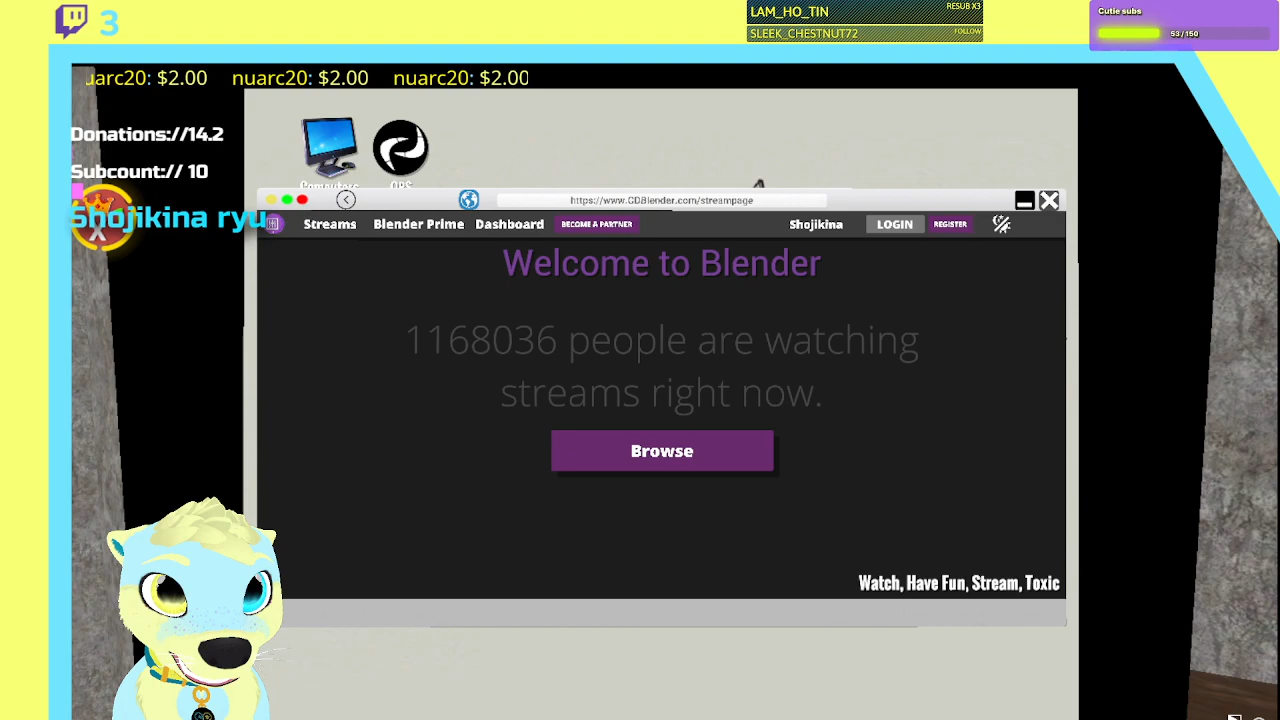 3
LAM_HO_TIN RESUB X3
SLEEK_CHESTNUT72 FOLLOW
Cutie subs
53 / 150
uarc20: $2.00 nuarc20: $2.00 nuarc20: $2.00
Donations://14.2
Subcount:// 10
Shojikina ryu
X
Computers OBS
https://www.CDBlender.com/streampage
Streams Blender Prime Dashboard BECOME A PARTNER Shojikina LOGIN REGISTER
Welcome to Blender
1168036 people are watching
streams right now.
Browse
Watch, Have Fun, Stream, Toxic